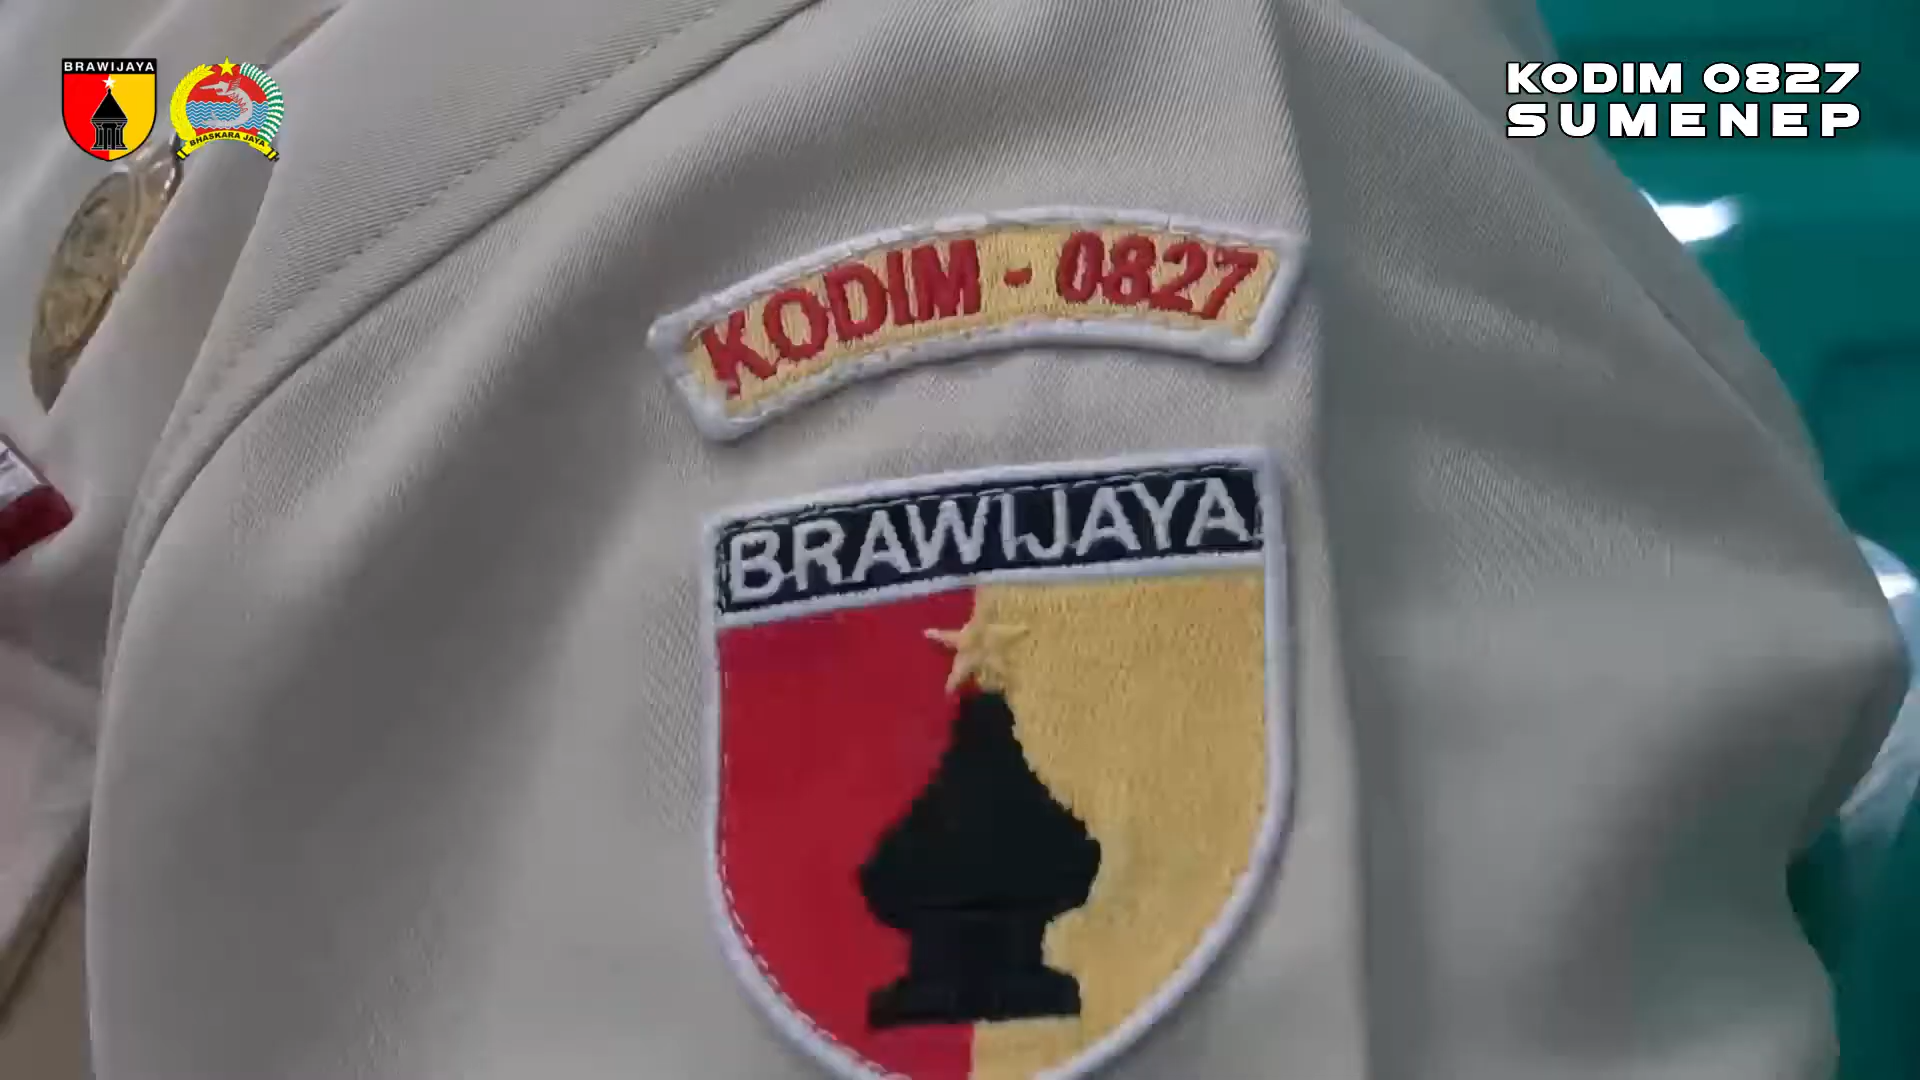 BRAWIJAYA
BHASKARA JAYA
KODIM 0827
SUMENEP
KODIM - 0827
BRAWIJAYA